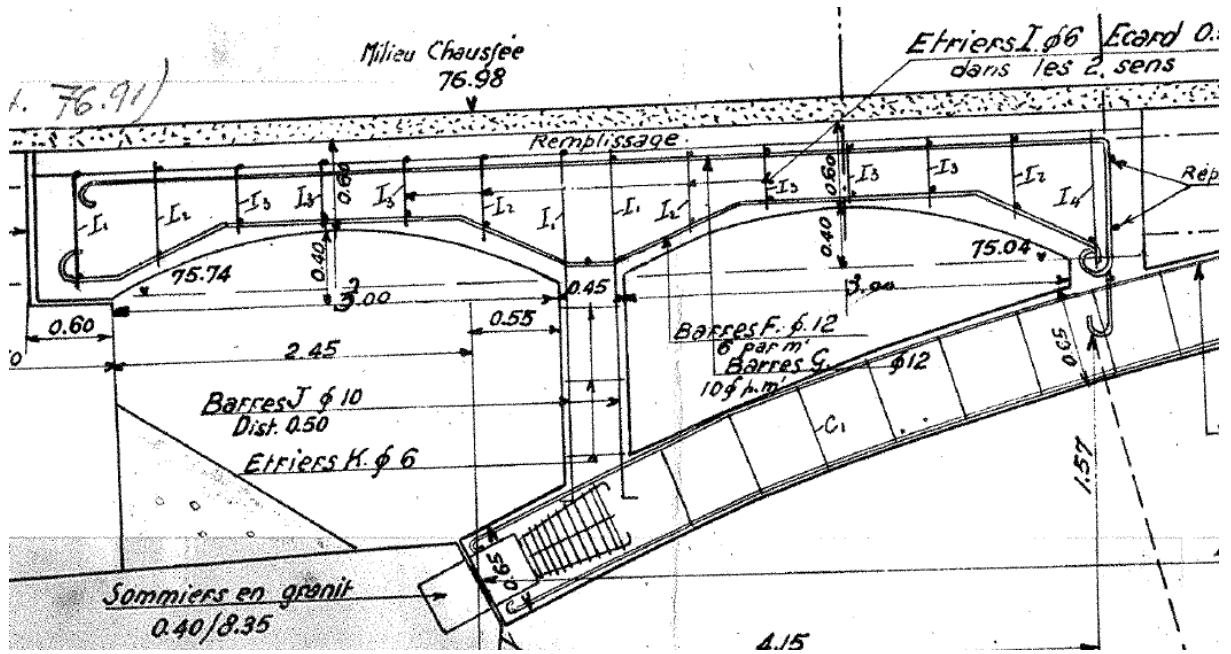 Milieu Chaussée
76.98
Etriers I. ϕ6 Ecard 0.
dans les 2. sens
76.91)
Remplissage
0.60
0.60
I1
I2
I3
I3
I3
I2
I1
I1
I2
I3
I3
I3
I2
I4
Rép
75.74
0.40
0.40
75.04
3.00
0.45
3.00
0.60
0.55
2.45
Barres F. ϕ.12
6 par m'
Barres G. ϕ12
10ϕ p.m'
0.65
Barres J ϕ 10
Dist. 0.50
Etriers K. ϕ 6
C1
1.57
0.65
Sommiers en granit
0.40/8.35
4.15